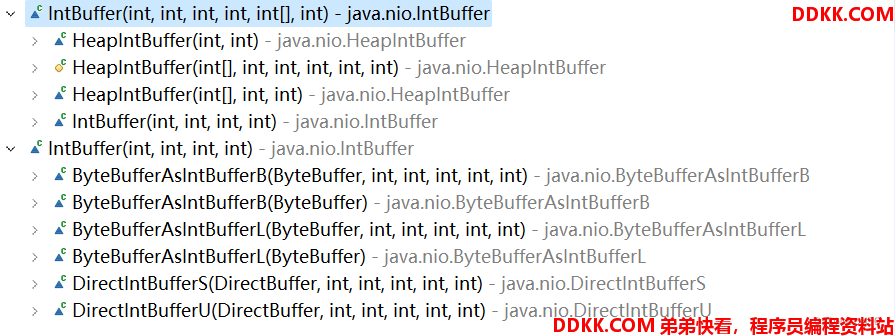 IntBuffer(int, int, int, int, int[], int) - java.nio.IntBuffer
DDKK.COM
HeapIntBuffer(int, int) - java.nio.HeapIntBuffer
HeapIntBuffer(int[], int, int, int, int, int) - java.nio.HeapIntBuffer
HeapIntBuffer(int[], int, int) - java.nio.HeapIntBuffer
IntBuffer(int, int, int, int) - java.nio.IntBuffer
IntBuffer(int, int, int, int) - java.nio.IntBuffer
ByteBufferAsIntBufferB(ByteBuffer, int, int, int, int, int) - java.nio.ByteBufferAsIntBufferB
ByteBufferAsIntBufferB(ByteBuffer) - java.nio.ByteBufferAsIntBufferB
ByteBufferAsIntBufferL(ByteBuffer, int, int, int, int, int) - java.nio.ByteBufferAsIntBufferL
ByteBufferAsIntBufferL(ByteBuffer) - java.nio.ByteBufferAsIntBufferL
DirectIntBufferS(DirectBuffer, int, int, int, int, int) - java.nio.DirectIntBufferS
DirectIntBufferU(DirectBuffer, int, int, int, int, int) - java.nio.DirectIntBufferU
DDKK.COM 弟弟快看，程序员编程资料站